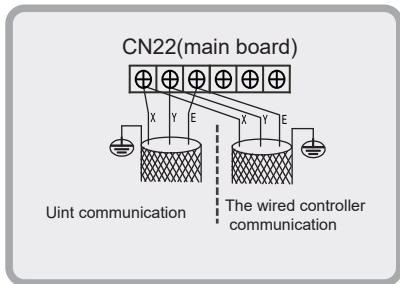 CN22(main board)
X Y E X Y E
Uint communication
The wired controller
communication